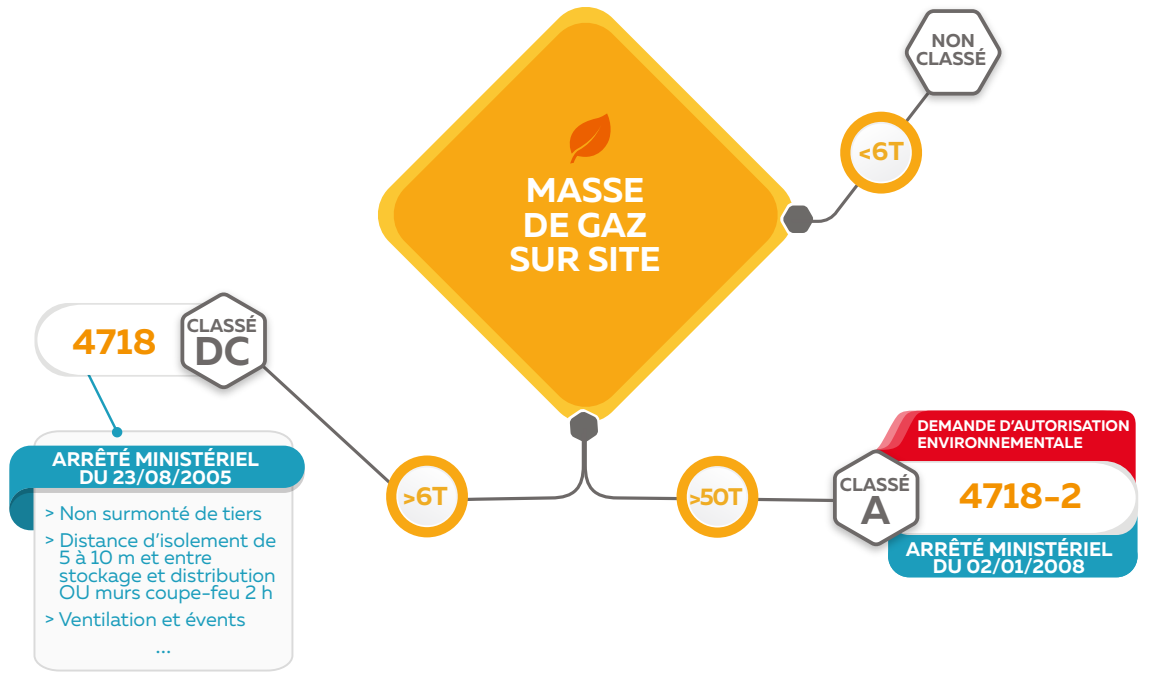 NON
CLASSÉ
<6T
MASSE
DE GAZ
SUR SITE
4718
CLASSÉ
DC
ARRÊTÉ MINISTÉRIEL
DU 23/08/2005
> Non surmonté de tiers
> Distance d'isolement de
5 à 10 m et entre
stockage et distribution
OU murs coupe-feu 2 h
> Ventilation et évents
...
>6T
>50T
CLASSÉ
A
DEMANDE D'AUTORISATION
ENVIRONNEMENTALE
4718-2
ARRÊTÉ MINISTÉRIEL
DU 02/01/2008